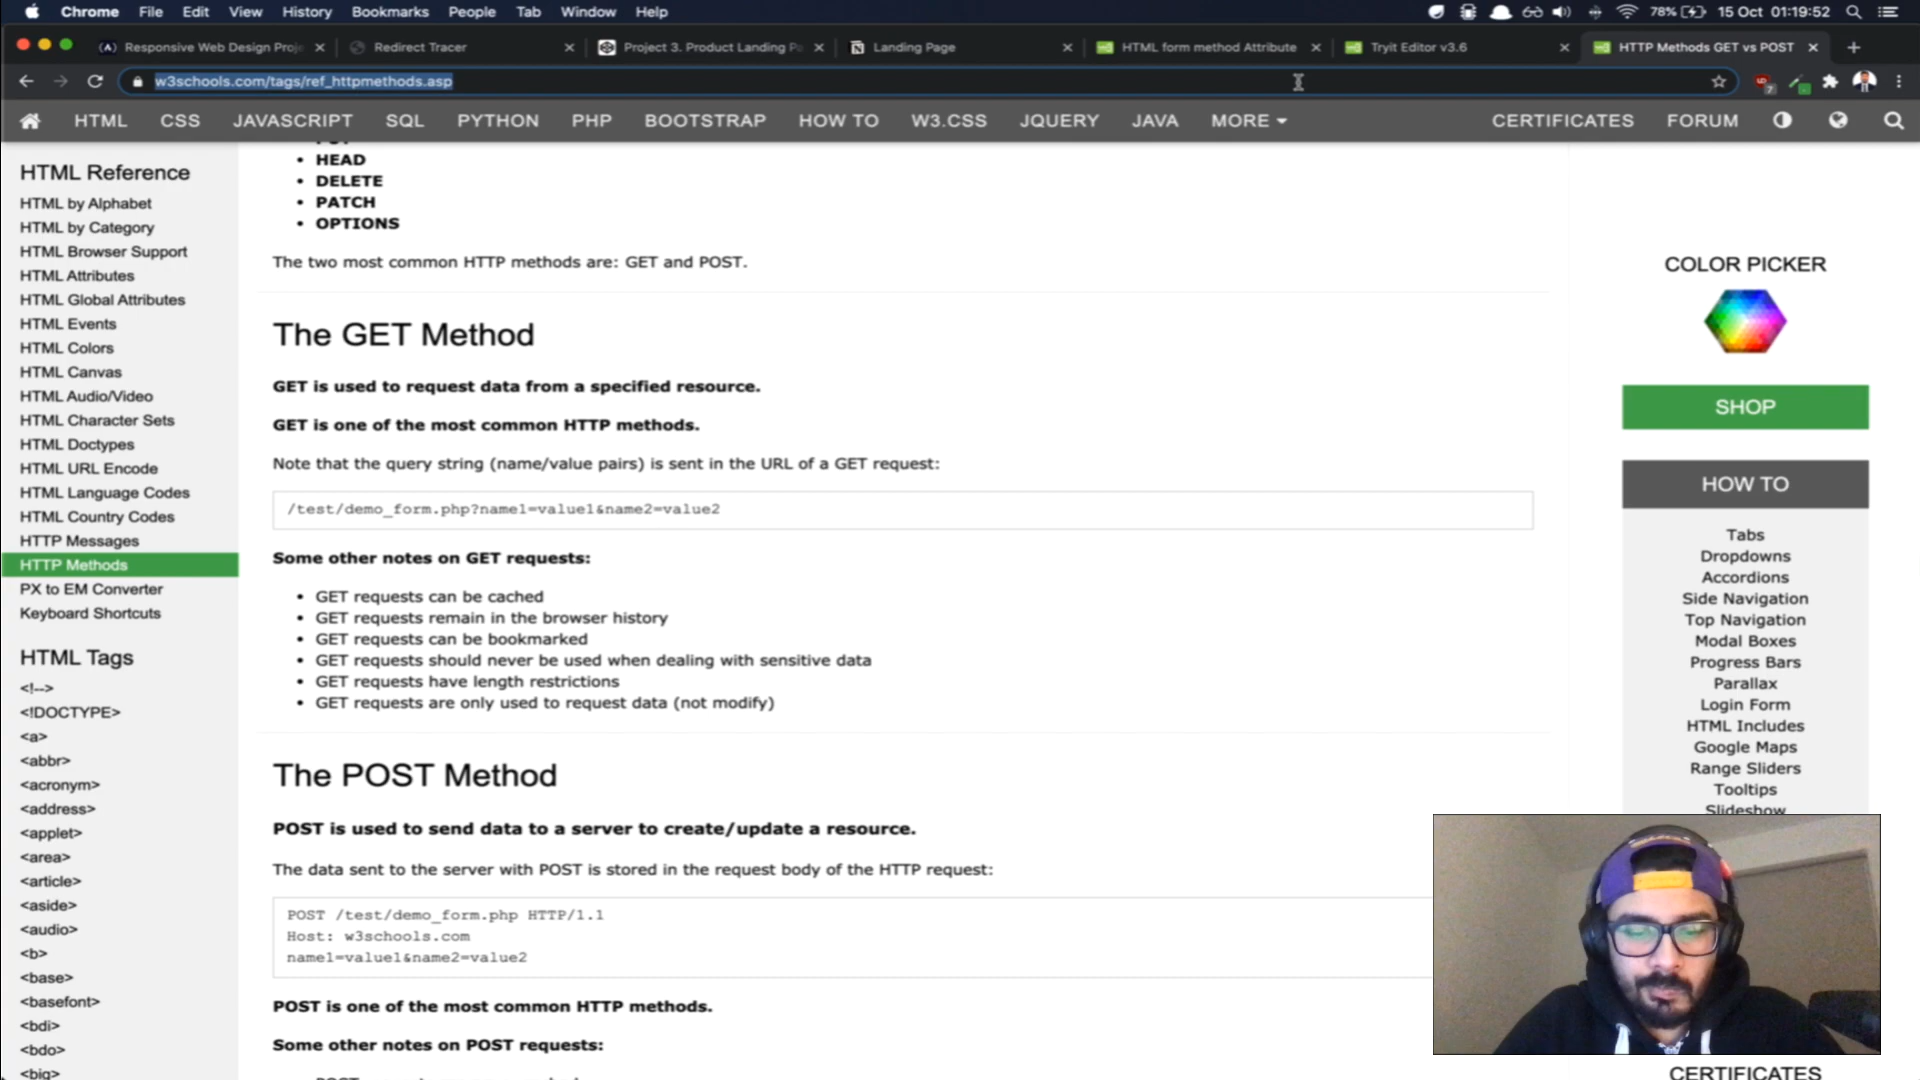 Chrome File Edit View History Bookmarks People Tab Window Help 78% 15 Oct 01:19:52
Responsive Web Design Proje Redirect Tracer Project 3. Product Landing Pa Landing Page HTML form method Attribute Tryit Editor v3.6 HTTP Methods GET vs POST
w3schools.com/tags/ref_httpmethods.asp
HTML CSS JAVASCRIPT SQL PYTHON PHP BOOTSTRAP HOW TO W3.CSS JQUERY JAVA MORE CERTIFICATES FORUM
HTML Reference
HTML by Alphabet
HTML by Category
HTML Browser Support
HTML Attributes
HTML Global Attributes
HTML Events
HTML Colors
HTML Canvas
HTML Audio/Video
HTML Character Sets
HTML Doctypes
HTML URL Encode
HTML Language Codes
HTML Country Codes
HTTP Messages
HTTP Methods
PX to EM Converter
Keyboard Shortcuts
HTML Tags
<!-->
<!DOCTYPE>
<a>
<abbr>
<acronym>
<address>
<applet>
<area>
<article>
<aside>
<audio>
<b>
<base>
<basefont>
<bdi>
<bdo>
<big>
• HEAD
• DELETE
• PATCH
• OPTIONS
The two most common HTTP methods are: GET and POST.
The GET Method
GET is used to request data from a specified resource.
GET is one of the most common HTTP methods.
Note that the query string (name/value pairs) is sent in the URL of a GET request:
/test/demo_form.php?name1=value1&name2=value2
Some other notes on GET requests:
• GET requests can be cached
• GET requests remain in the browser history
• GET requests can be bookmarked
• GET requests should never be used when dealing with sensitive data
• GET requests have length restrictions
• GET requests are only used to request data (not modify)
The POST Method
POST is used to send data to a server to create/update a resource.
The data sent to the server with POST is stored in the request body of the HTTP request:
POST /test/demo_form.php HTTP/1.1
Host: w3schools.com
name1=value1&name2=value2
POST is one of the most common HTTP methods.
Some other notes on POST requests:
COLOR PICKER
SHOP
HOW TO
Tabs
Dropdowns
Accordions
Side Navigation
Top Navigation
Modal Boxes
Progress Bars
Parallax
Login Form
HTML Includes
Google Maps
Range Sliders
Tooltips
Slideshow
CERTIFICATES